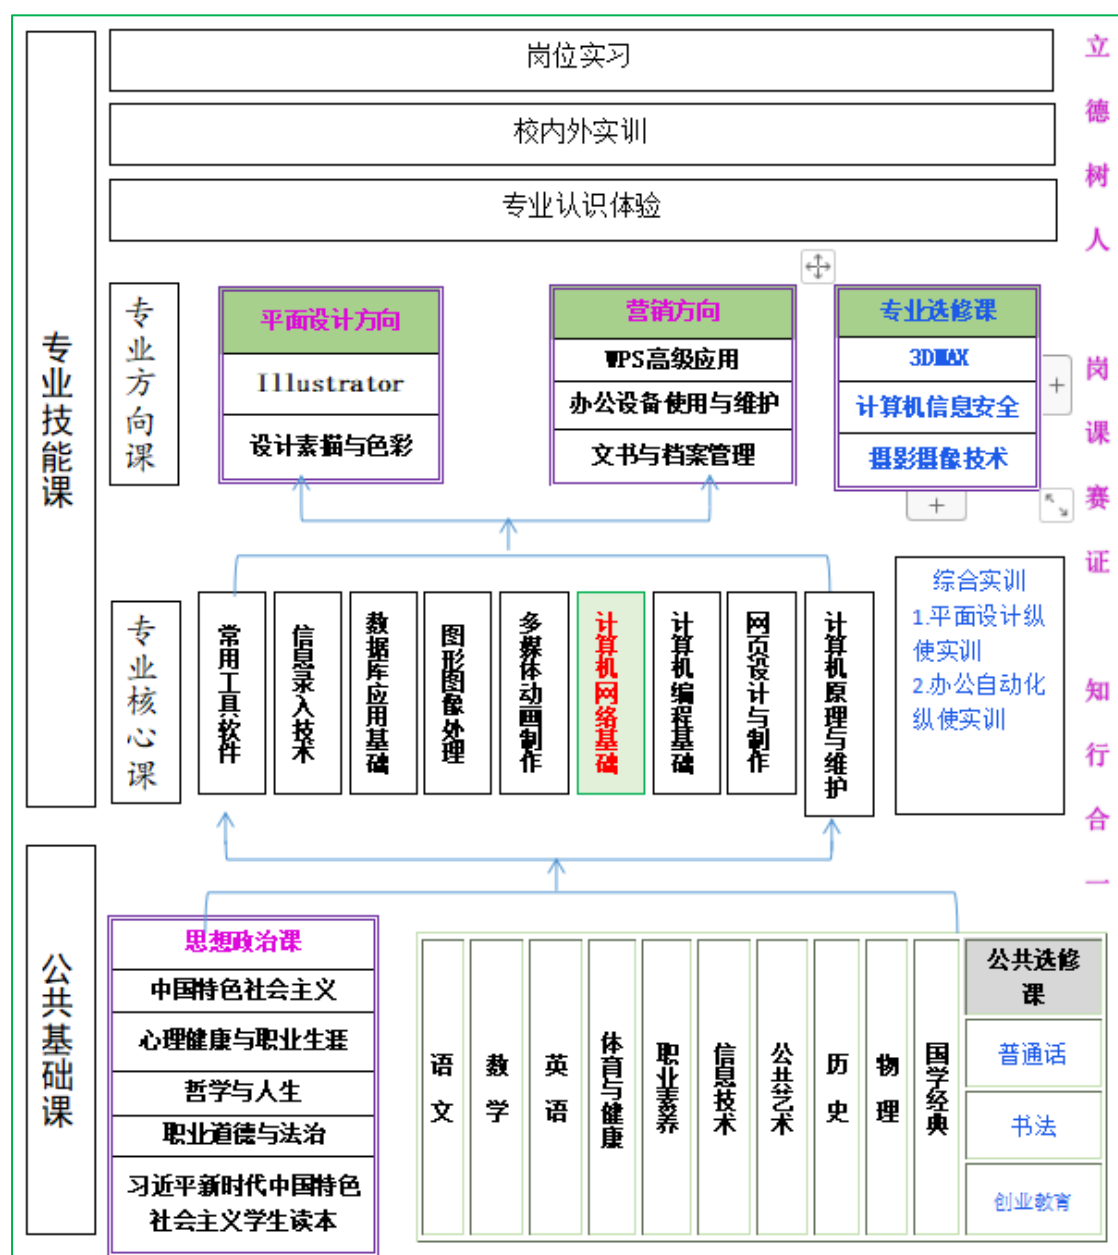 岗位实习
校内外实训
专业认识体验
专业技能课
专业方向课
平面设计方向
Illustrator
设计素描与色彩
营销方向
WPS高级应用
办公设备使用与维护
文书与档案管理
专业选修课
3DMAX
计算机信息安全
摄影摄像技术
专业核心课
常用工具软件
信息录入技术
数据库应用基础
图形图像处理
多媒体动画制作
计算机网络基础
计算机编程基础
网页设计与制作
计算机原理与维护
综合实训
1.平面设计纵
使实训
2.办公自动化
纵使实训
公共基础课
思想政治课
中国特色社会主义
心理健康与职业生涯
哲学与人生
职业道德与法治
习近平新时代中国特色
社会主义学生读本
语文
数学
英语
体育与健康
职业素养
信息技术
公共艺术
历史
物理
国学经典
公共选修
课
普通话
书法
创业教育
立德树人
岗课赛证
知行合一